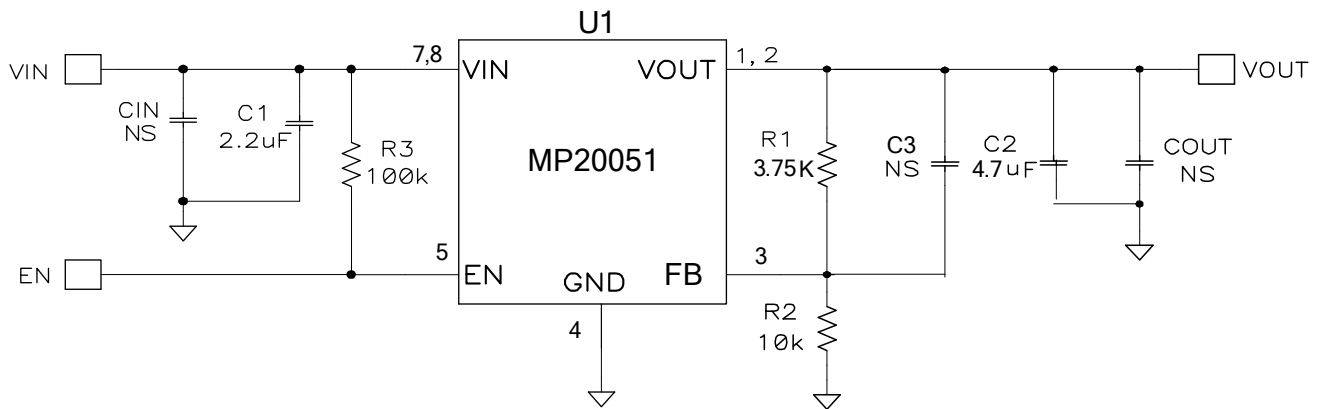 U1
VIN
7,8
VIN
VOUT
1, 2
VOUT
CIN
NS
C1
2.2uF
R3
100k
MP20051
R1
3.75K
C3
NS
C2
4.7uF
COUT
NS
EN
5
EN
GND
FB
3
4
R2
10k